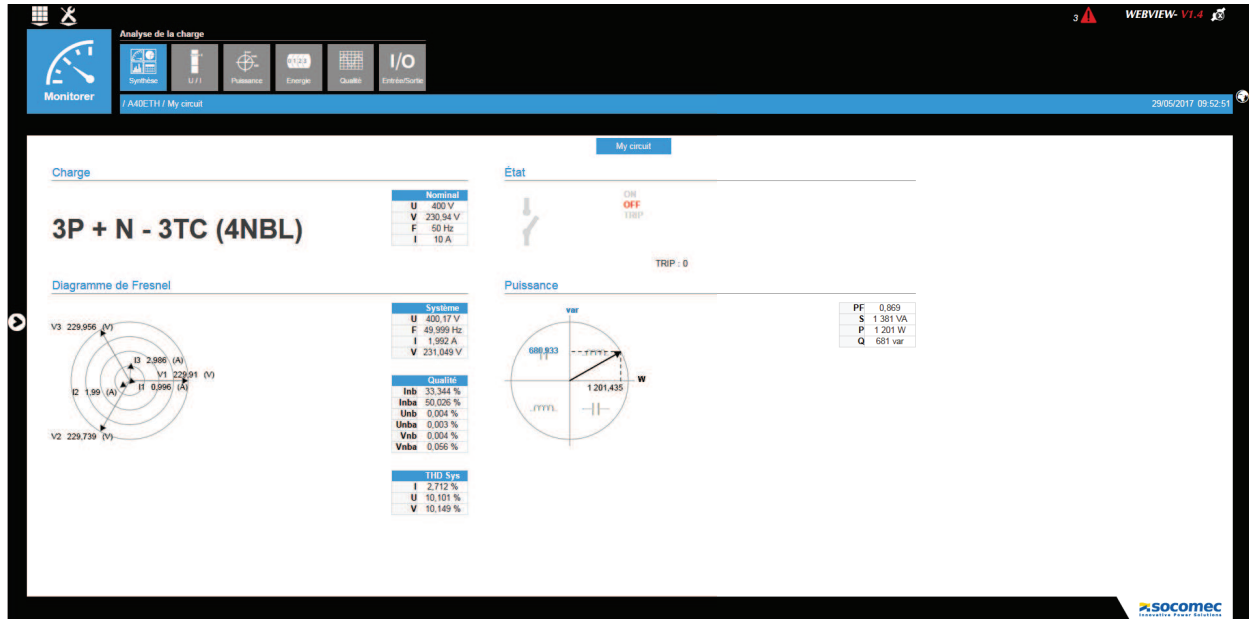 3
WEBVIEW- V1.4
Analyse de la charge
Monitorer
Synthèse
U / I
Puissance
0123
Energie
Qualité
I/O
Entrée/Sortie
/ A40ETH / My circuit
29/05/2017 09:52:51
My circuit
Charge
3P + N - 3TC (4NBL)
Nominal
U 400 V
V 230,94 V
F 50 Hz
I 10 A
État
ON
OFF
TRIP
TRIP : 0
Diagramme de Fresnel
V3 229,956 (V)
I3 2,986 (A)
V1 229,91 (V)
I1 0,996 (A)
I2 1,99 (A)
V2 229,739 (V)
Système
U 400,17 V
F 49,999 Hz
I 1,992 A
V 231,049 V
Qualité
Inb 33,344 %
Inba 50,026 %
Unb 0,004 %
Unba 0,003 %
Vnb 0,004 %
Vnba 0,056 %
THD Sys
I 2,712 %
U 10,101 %
V 10,149 %
Puissance
var
680,933
W
1 201,435
PF 0,869
S 1 381 VA
P 1 201 W
Q 681 var
socomec
Innovative Power Solutions